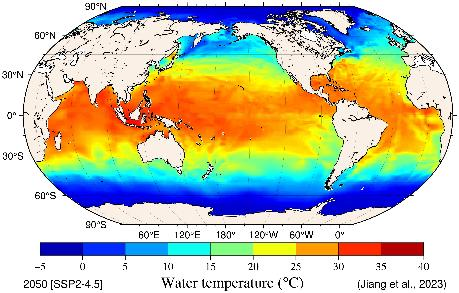 90°N
60°N
30°N
0°
30°S
60°S
90°S
60°E 120°E 180° 120°W 60°W 0°
−5 0 5 10 15 20 25 30 35 40
2050 [SSP2-4.5] Water temperature (°C) (Jiang et al., 2023)